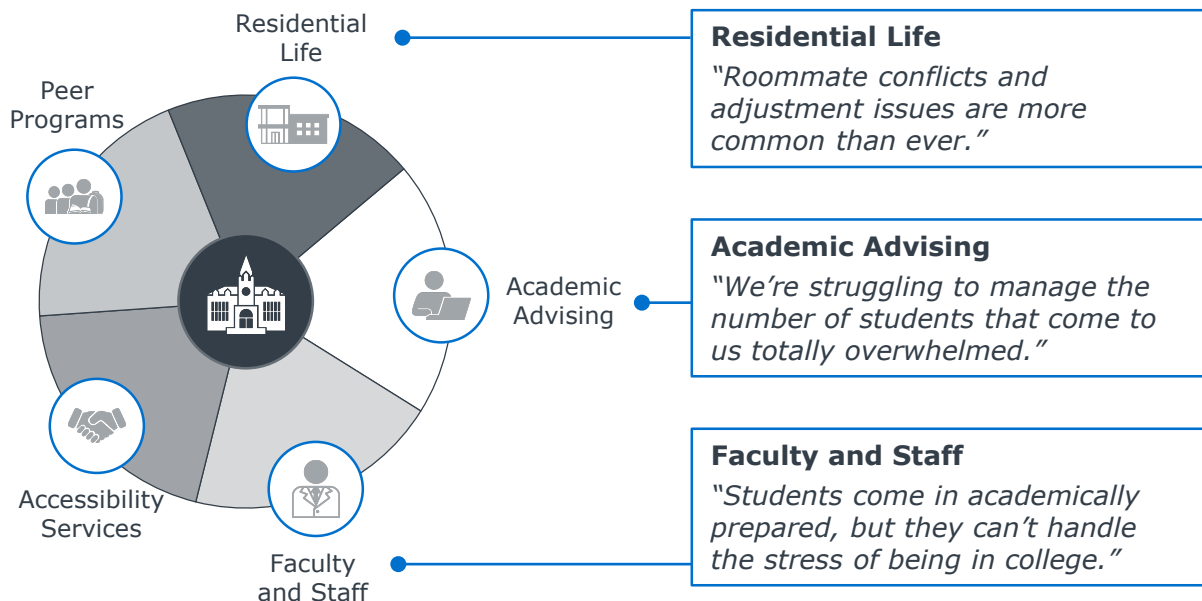 Residential
Life
Peer
Programs
Academic
Advising
Accessibility
Services
Faculty
and Staff
Residential Life
“Roommate conflicts and
adjustment issues are more
common than ever.”
Academic Advising
“We’re struggling to manage the
number of students that come to
us totally overwhelmed.”
Faculty and Staff
“Students come in academically
prepared, but they can’t handle
the stress of being in college.”